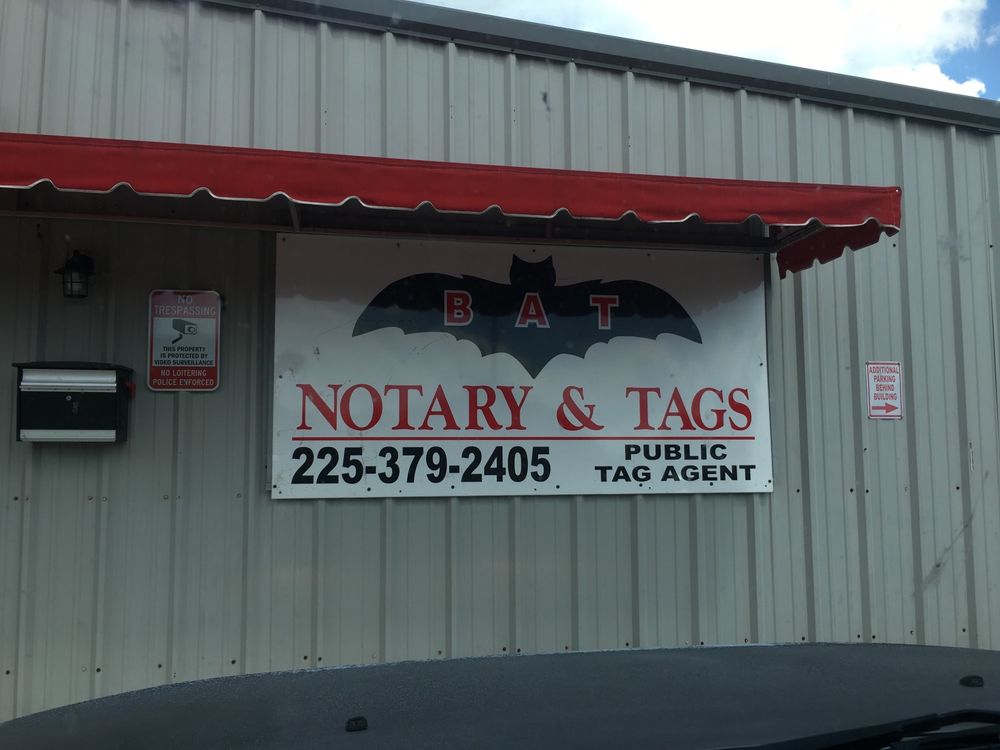 NO
TRESPASSING
THIS PROPERTY
IS PROTECTED BY
VIDEO SURVEILLANCE
NO LOITERING
POLICE ENFORCED
BAT
NOTARY & TAGS
225-379-2405
PUBLIC
TAG AGENT
ADDITIONAL
PARKING
BEHIND
BUILDING